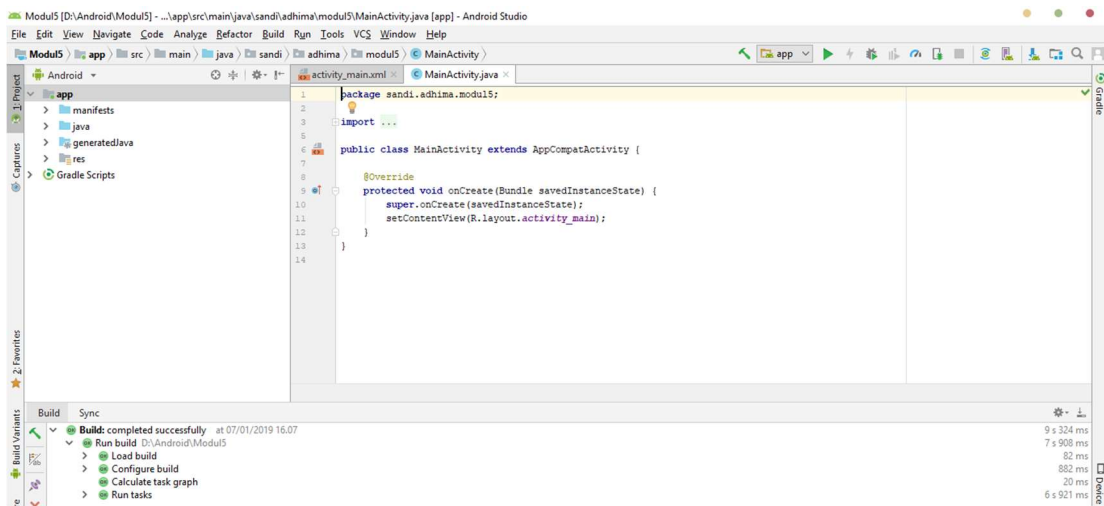 Modul5 [D:\Android\Modul5] - ...\app\src\main\java\sandi\adhima\modul5\MainActivity.java [app] - Android Studio
File Edit View Navigate Code Analyze Refactor Build Run Tools VCS Window Help
Modul5 app src main java sandi adhima modul5 MainActivity app
Android activity_main.xml MainActivity.java
1: Project
Captures
2: Favorites
Build Variants
Gradle
Device
app
manifests
java
generatedJava
res
Gradle Scripts
1 package sandi.adhima.modul5;
2
3 import ...
5
6 public class MainActivity extends AppCompatActivity {
7
8 @Override
9 protected void onCreate(Bundle savedInstanceState) {
10 super.onCreate(savedInstanceState);
11 setContentView(R.layout.activity_main);
12 }
13 }
14
Build Sync
Build: completed successfully at 07/01/2019 16.07 9 s 324 ms
Run build D:\Android\Modul5 7 s 908 ms
Load build 82 ms
Configure build 882 ms
Calculate task graph 20 ms
Run tasks 6 s 921 ms